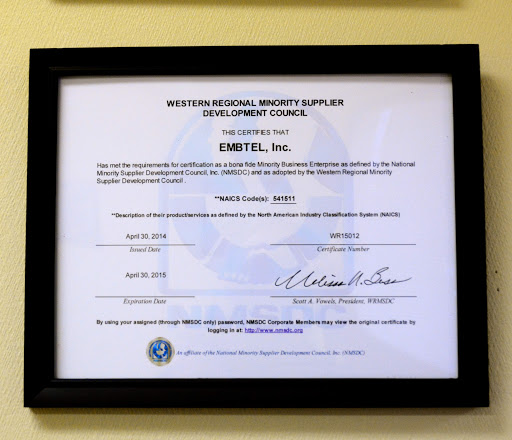 WESTERN REGIONAL MINORITY SUPPLIER
DEVELOPMENT COUNCIL
THIS CERTIFIES THAT
EMBTEL, Inc.
Has met the requirements for certification as a bona fide Minority Business Enterprise as defined by the National
Minority Supplier Development Council, Inc. (NMSDC) and as adopted by the Western Regional Minority
Supplier Development Council .
**NAICS Code(s): 541511
**Description of their product/services as defined by the North American Industry Classification System (NAICS)
April 30, 2014 WR15012
Issued Date Certificate Number
April 30, 2015
Expiration Date Scott A. Vowels, President, WRMSDC
NMSDC
By using your assigned (through NMSDC only) password, NMSDC Corporate Members may view the original certificate by
logging in at: http://www.nmsdc.org
An affiliate of the National Minority Supplier Development Council, Inc. (NMSDC)